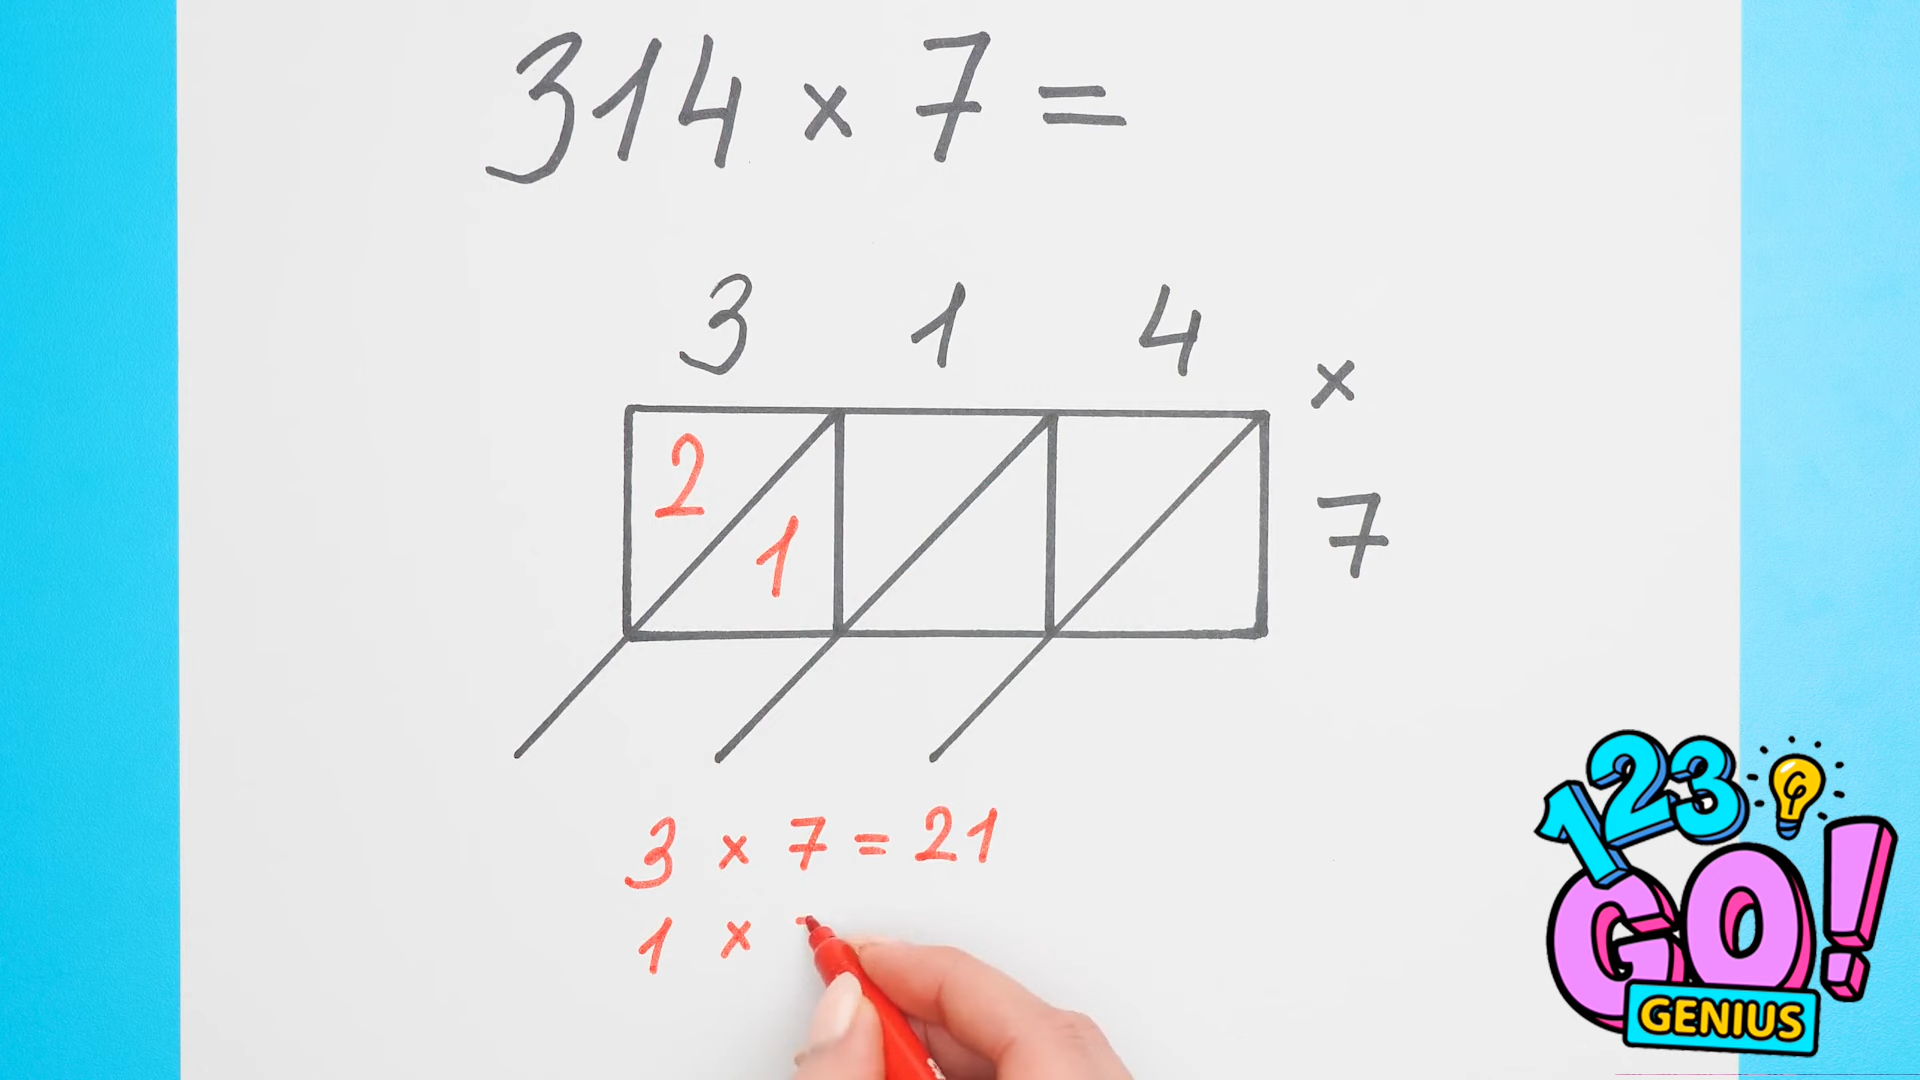 314 × 7 =
3 1 4 ×
2
7
1
3 × 7 = 21
1 ×
123
GO!
GENIUS